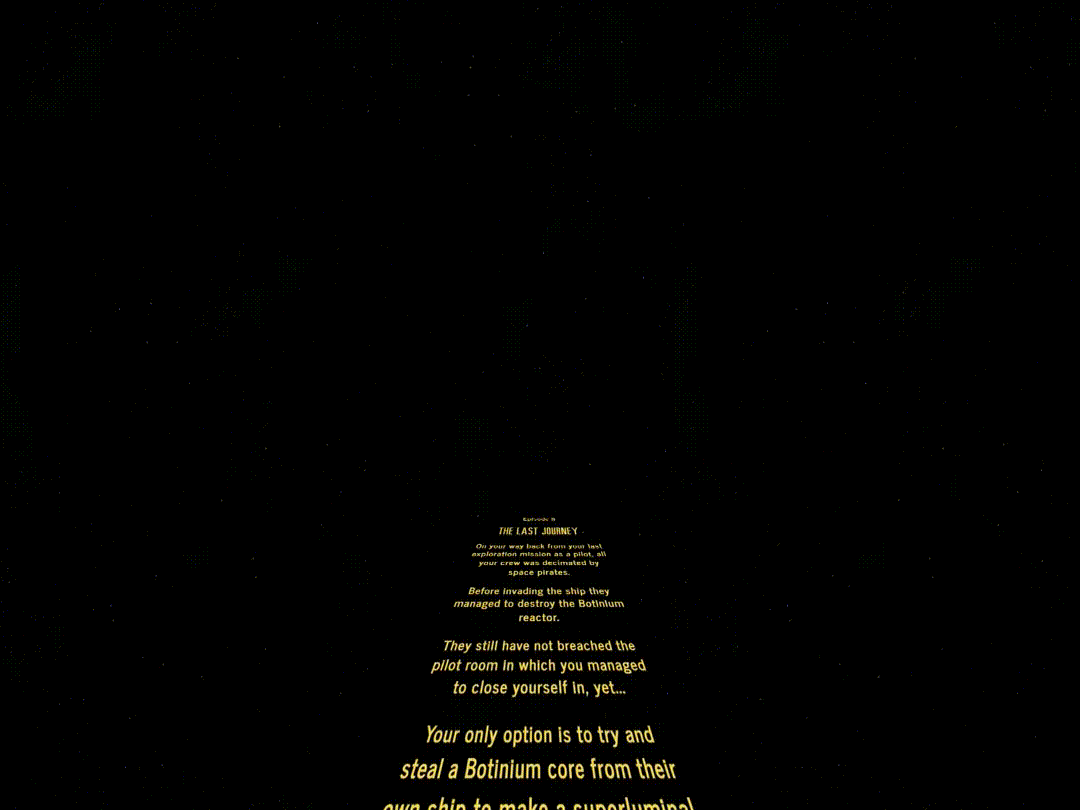 Episode
THE LAST JOURNEY
On your way back from your last
exploration mission as a pilot, all
your crew was decimated by
space pirates.
Before invading the ship they
managed to destroy the Botinium
reactor.
They still have not breached the
pilot room in which you managed
to close yourself in, yet...
Your only option is to try and
steal a Botinium core from their
own ship to make a superluminal